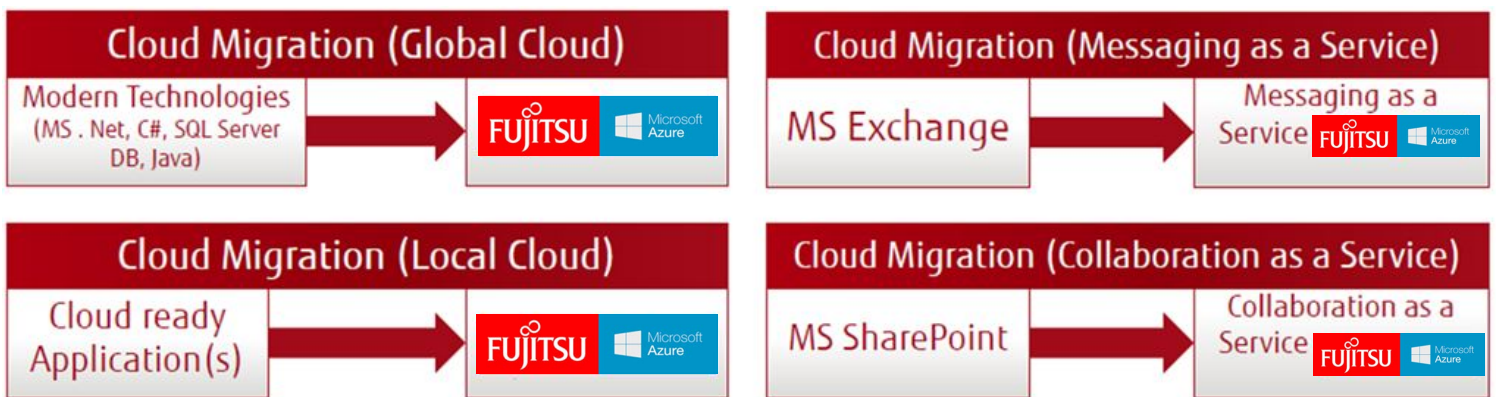 Cloud Migration (Global Cloud)
Modern Technologies
(MS . Net, C#, SQL Server
DB, Java)
FUJITSU
Microsoft
Azure
Cloud Migration (Messaging as a Service)
MS Exchange
Messaging as a
Service FUJITSU
Microsoft
Azure
Cloud Migration (Local Cloud)
Cloud ready
Application(s)
FUJITSU
Microsoft
Azure
Cloud Migration (Collaboration as a Service)
MS SharePoint
Collaboration as a
Service FUJITSU
Microsoft
Azure